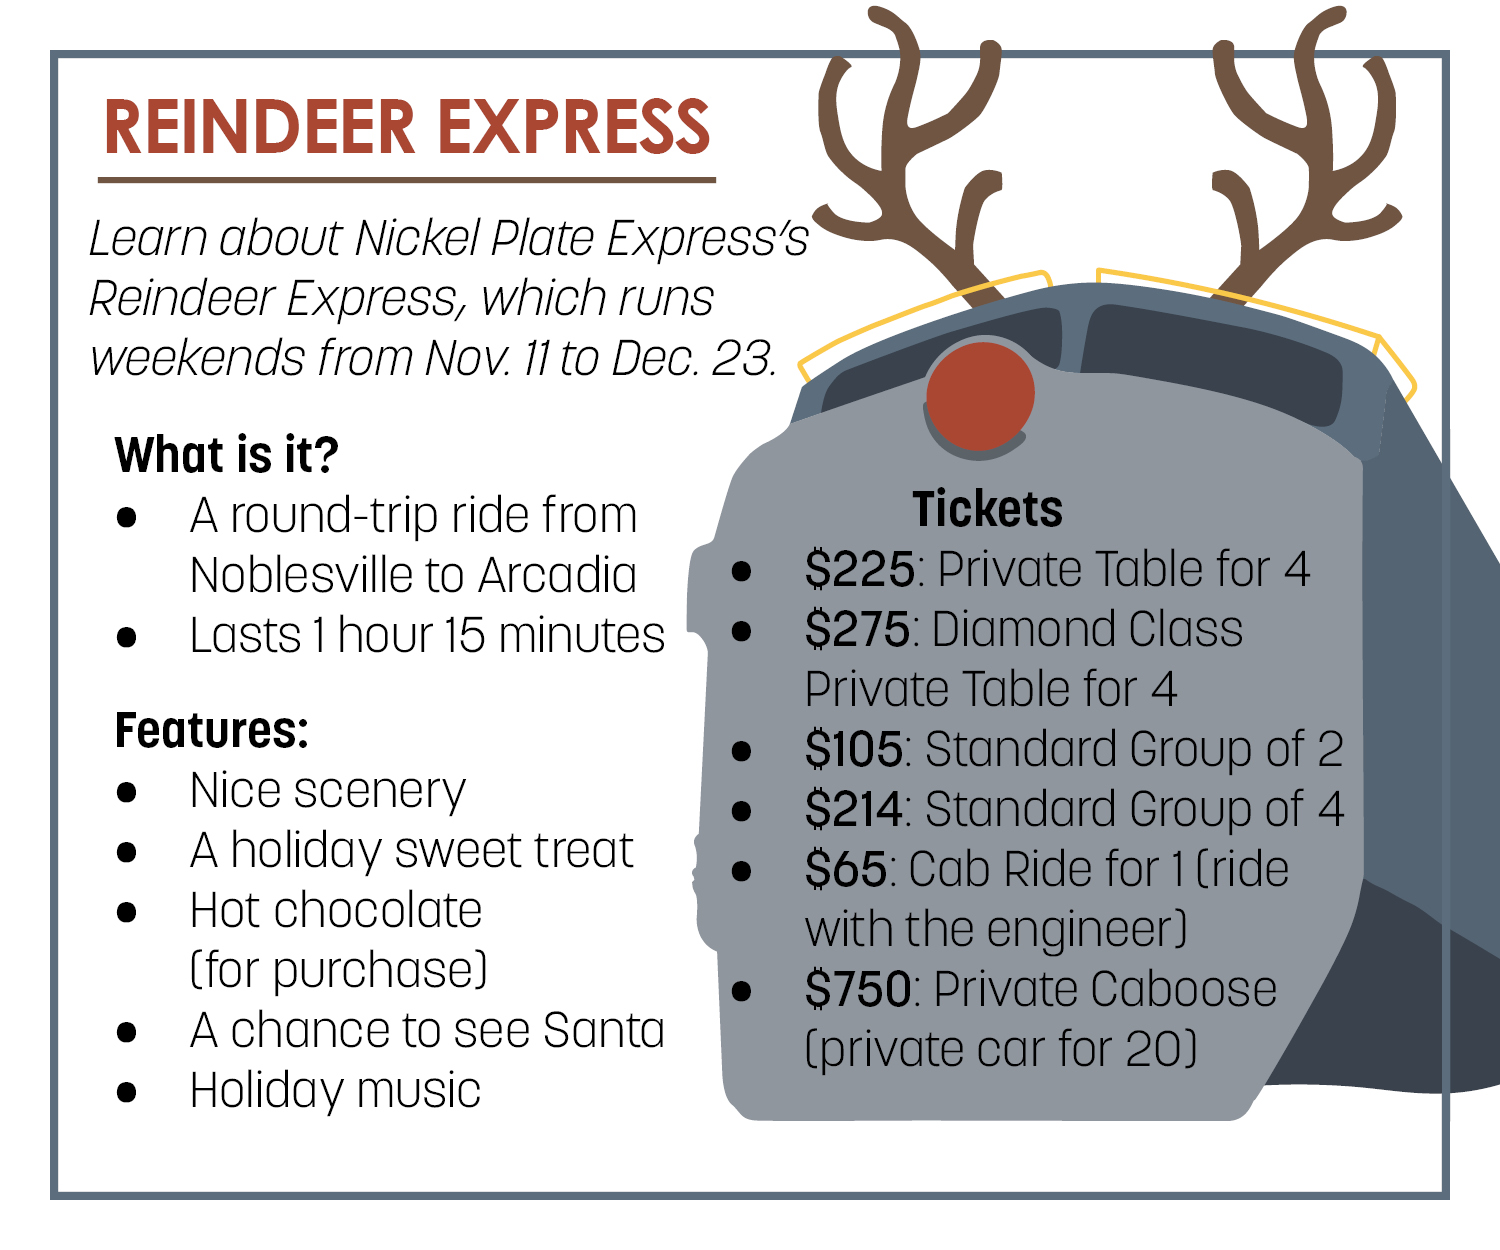 REINDEER EXPRESS
Learn about Nickel Plate Express’s
Reindeer Express, which runs
weekends from Nov. 11 to Dec. 23.
What is it?
• A round-trip ride from
Noblesville to Arcadia
• Lasts 1 hour 15 minutes
Features:
• Nice scenery
• A holiday sweet treat
• Hot chocolate
(for purchase)
• A chance to see Santa
• Holiday music
Tickets
• $225: Private Table for 4
• $275: Diamond Class
Private Table for 4
• $105: Standard Group of 2
• $214: Standard Group of 4
• $65: Cab Ride for 1 (ride
with the engineer)
• $750: Private Caboose
(private car for 20)